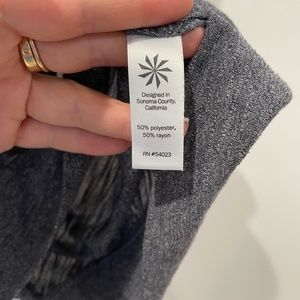 Designed in
Sonoma County,
California
50% polyester,
50% rayon
RN #54023